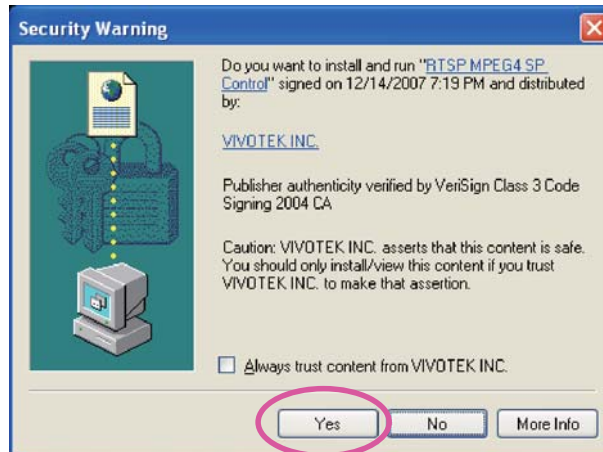 Security Warning
Do you want to install and run "RTSP MPEG4 SP
Control" signed on 12/14/2007 7:19 PM and distributed
by:
VIVOTEK INC.
Publisher authenticity verified by VeriSign Class 3 Code
Signing 2004 CA
Caution: VIVOTEK INC. asserts that this content is safe.
You should only install/view this content if you trust
VIVOTEK INC. to make that assertion.
Always trust content from VIVOTEK INC.
Yes No More Info